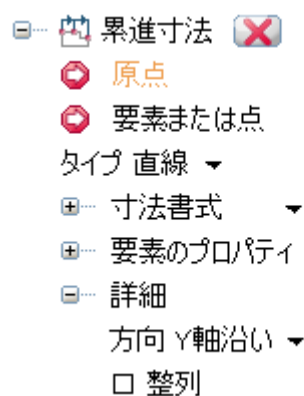 累進寸法
原点
要素または点
タイプ 直線
寸法書式
要素のプロパティ
詳細
方向 Y軸沿い
整列